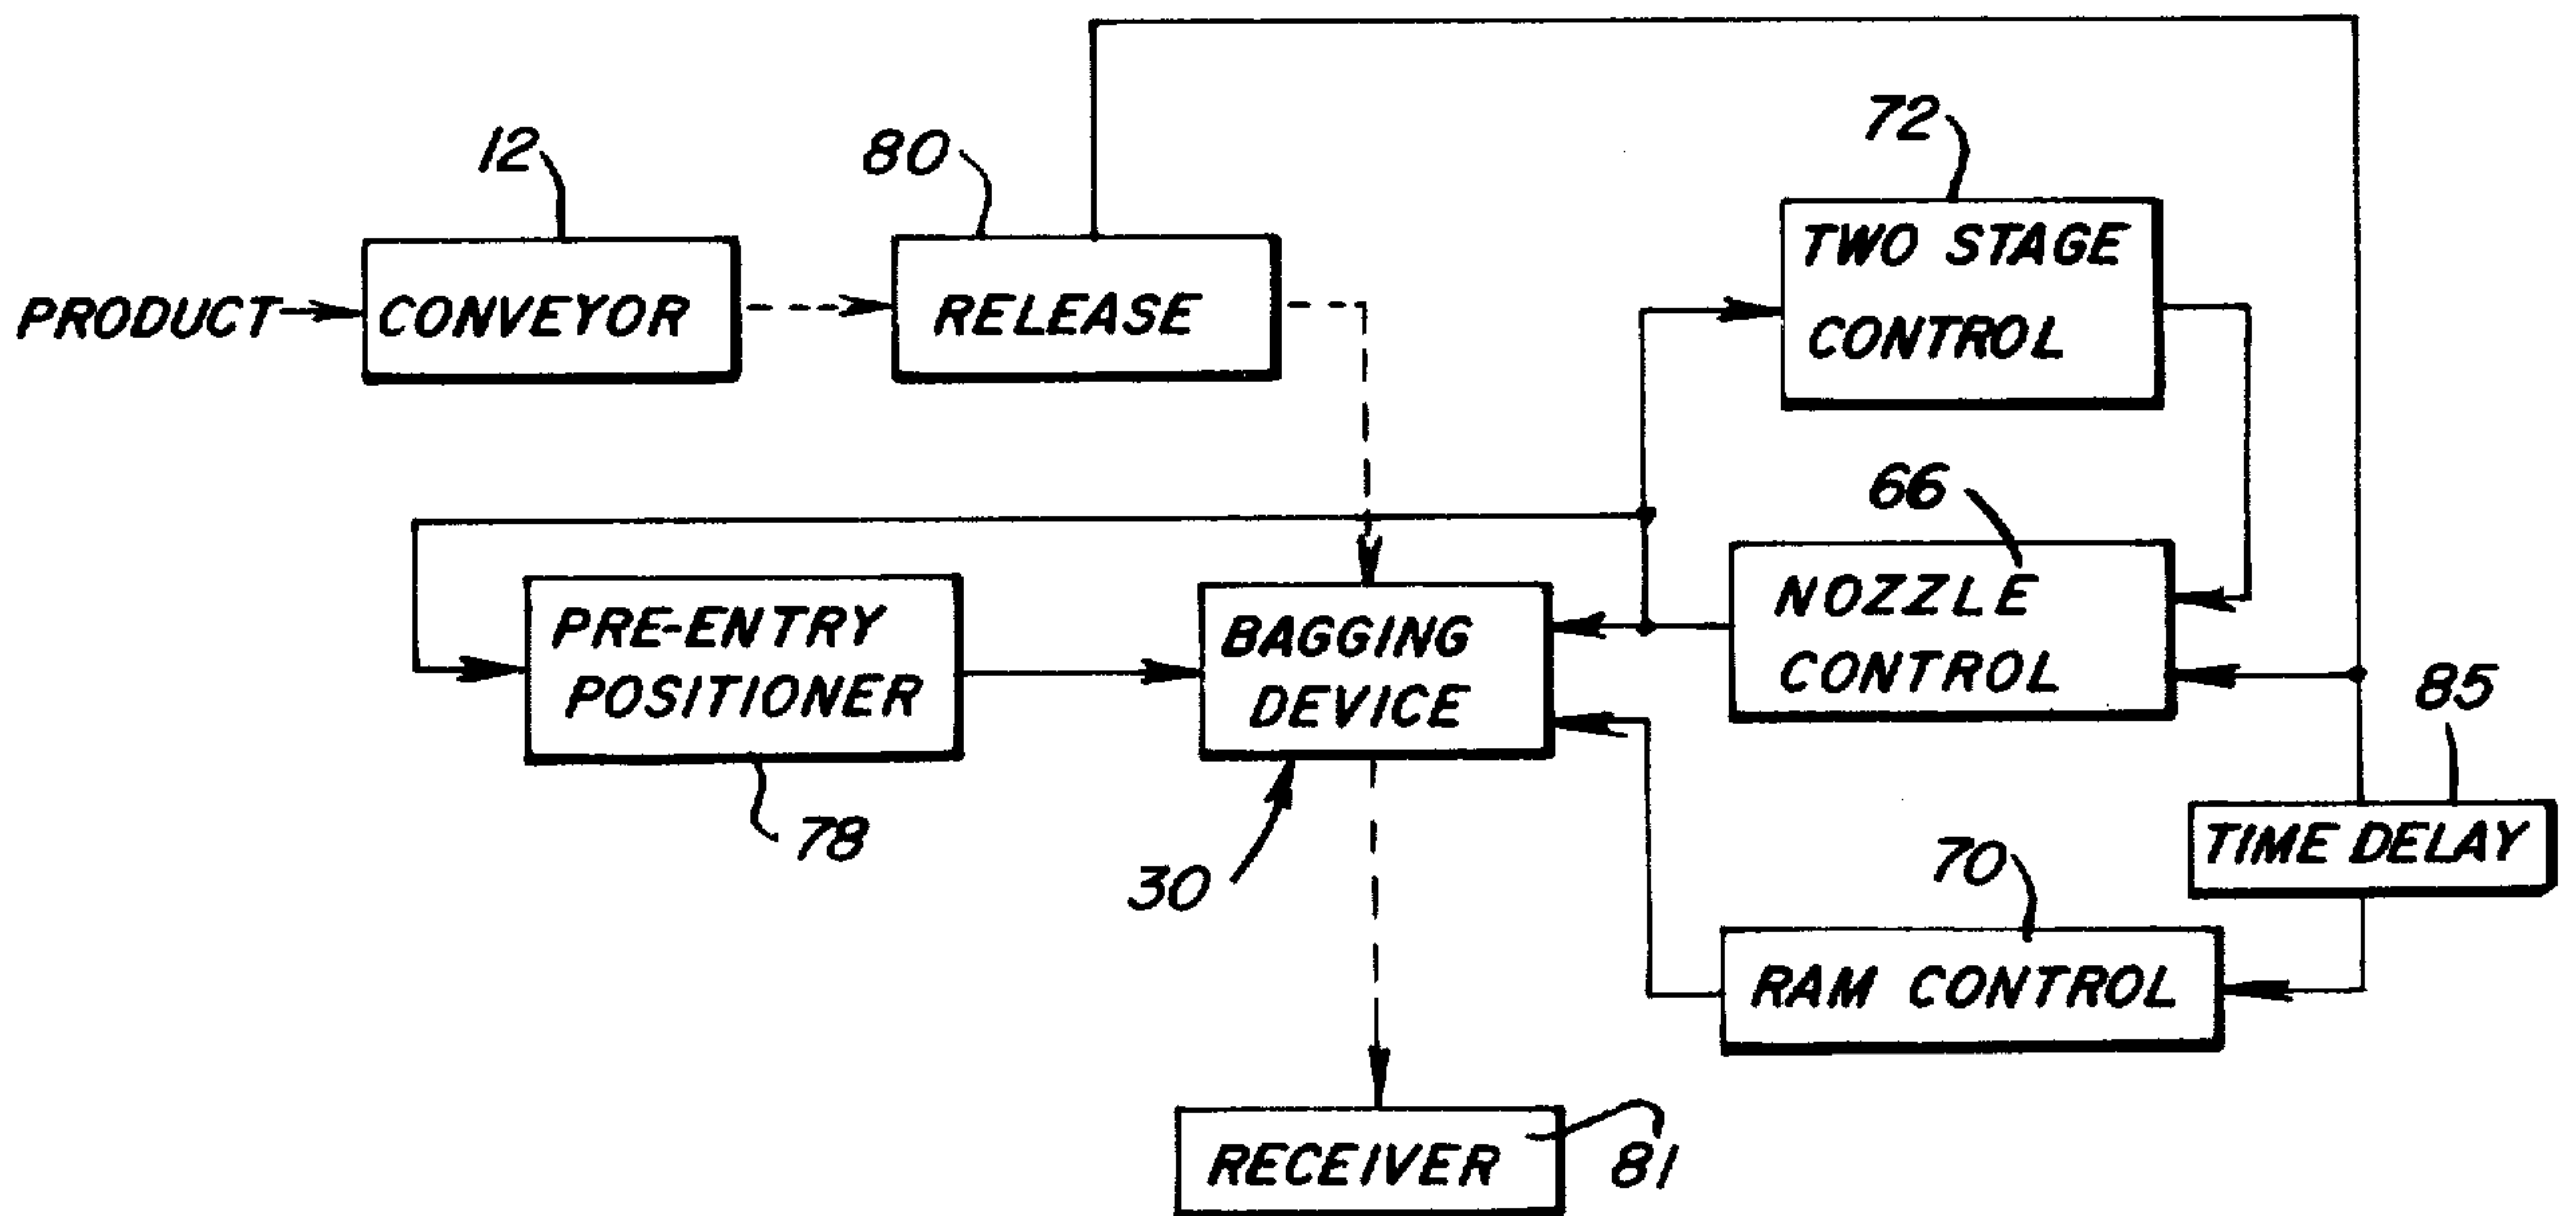 12
80
72
PRODUCT
CONVEYOR
RELEASE
TWO STAGE
CONTROL
66
PRE-ENTRY
POSITIONER
78
BAGGING
DEVICE
30
NOZZLE
CONTROL
85
TIME DELAY
70
RAM CONTROL
RECEIVER
81